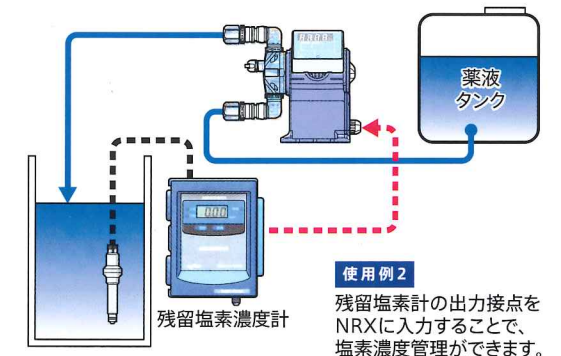 薬液
タンク
000
残留塩素濃度計
使用例2
残留塩素計の出力接点を
NRXに入力することで、
塩素濃度管理ができます。